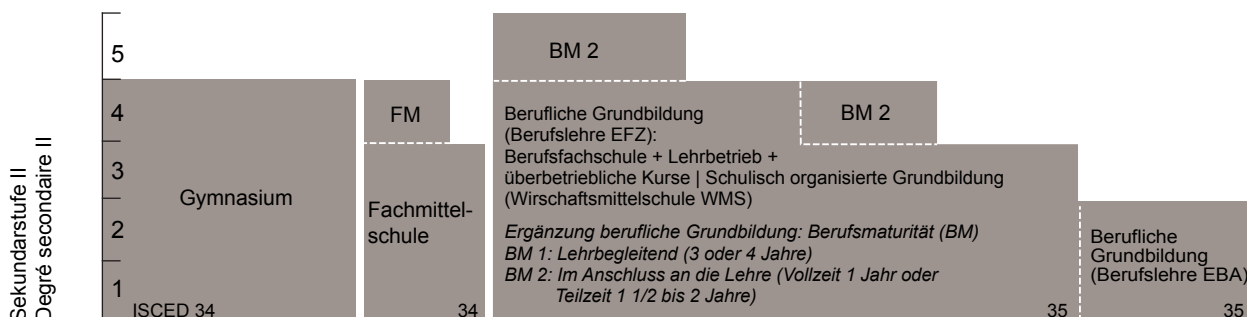 Sekundarstufe II
Degré secondaire II
5
4
3
2
1
Gymnasium
ISCED 34
FM
Fachmittel-
schule
34
BM 2
BM 2
Berufliche Grundbildung
(Berufslehre EFZ):
Berufsfachschule + Lehrbetrieb +
überbetriebliche Kurse | Schulisch organisierte Grundbildung
(Wirtschaftsmittelschule WMS)
Ergänzung berufliche Grundbildung: Berufsmaturität (BM)
BM 1: Lehrbegleitend (3 oder 4 Jahre)
BM 2: Im Anschluss an die Lehre (Vollzeit 1 Jahr oder
Teilzeit 1 1/2 bis 2 Jahre)
35
Berufliche
Grundbildung
(Berufslehre EBA)
35